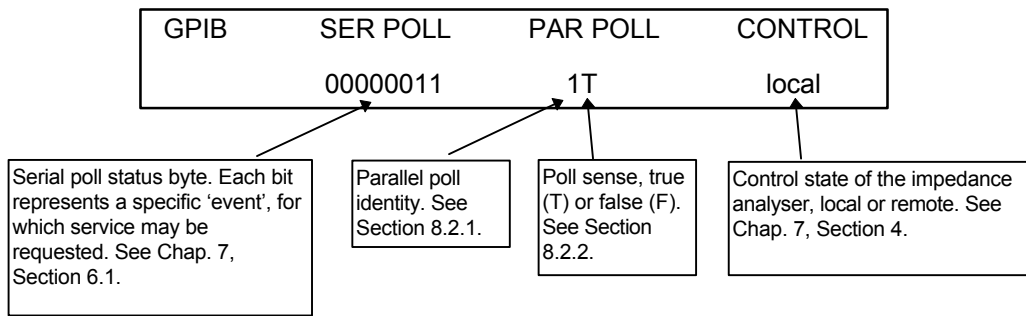 GPIB SER POLL PAR POLL CONTROL
00000011 1T local
Serial poll status byte. Each bit
represents a specific ‘event’, for
which service may be
requested. See Chap. 7,
Section 6.1.
Parallel poll
identity. See
Section 8.2.1.
Poll sense, true
(T) or false (F).
See Section
8.2.2.
Control state of the impedance
analyser, local or remote. See
Chap. 7, Section 4.